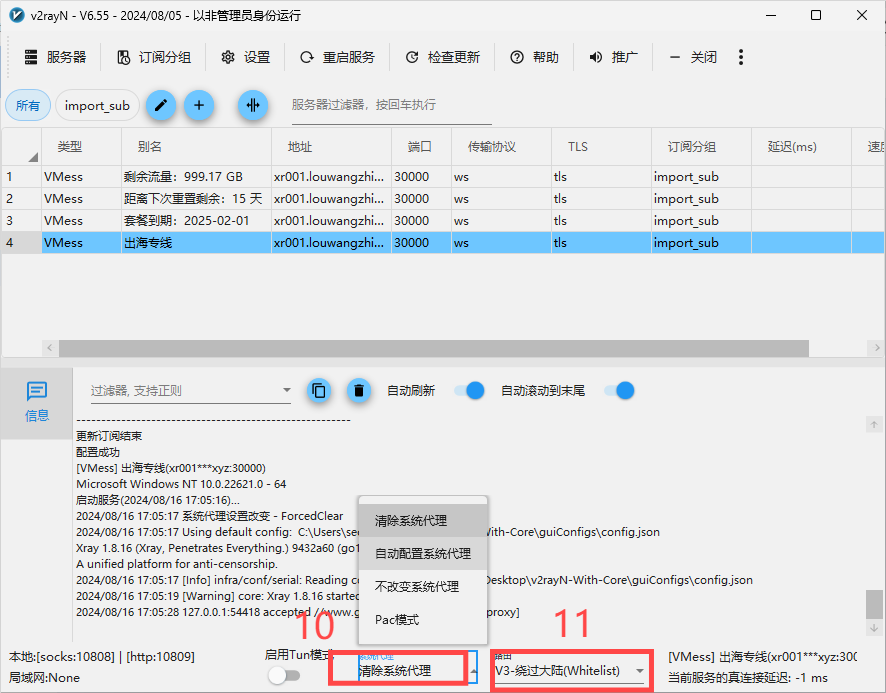 v2rayN - V6.55 - 2024/08/05 - 以非管理员身份运行
服务器 订阅分组 设置 重启服务 检查更新 帮助 推广 关闭
所有 import_sub 服务器过滤器，按回车执行
类型 别名 地址 端口 传输协议 TLS 订阅分组 延迟(ms)
1 VMess 剩余流量：999.17 GB xr001.louwangzhi... 30000 ws tls import_sub
2 VMess 距离下次重置剩余：15 天 xr001.louwangzhi... 30000 ws tls import_sub
3 VMess 套餐到期：2025-02-01 xr001.louwangzhi... 30000 ws tls import_sub
4 VMess 出海专线 xr001.louwangzhi... 30000 ws tls import_sub
信息
过滤器, 支持正则 自动刷新 自动滚动到末尾
-------------------------------------------------------
更新订阅结束
配置成功
[VMess] 出海专线(xr001***xyz:30000)
Microsoft Windows NT 10.0.22621.0 - 64
启动服务(2024/08/16 17:05:16)...
2024/08/16 17:05:17 系统代理设置改变 - ForcedClear
2024/08/16 17:05:17 Using default config: C:\Users\se With-Core\guiConfigs\config.json
Xray 1.8.16 (Xray, Penetrates Everything.) 9432a60 (go1
A unified platform for anti-censorship.
2024/08/16 17:05:17 [Info] infra/conf/serial: Reading co Desktop\v2rayN-With-Core\guiConfigs\config.json
2024/08/16 17:05:19 [Warning] core: Xray 1.8.16 started
2024/08/16 17:05:28 127.0.0.1:54418 accepted //www.g proxy]
清除系统代理
自动配置系统代理
不改变系统代理
Pac模式
10
11
本地:[socks:10808] | [http:10809]
局域网:None
启用Tun模式
系统代理
清除系统代理
路由
V3-绕过大陆(Whitelist)
[VMess] 出海专线(xr001***xyz:300
当前服务的真连接延迟: -1 ms